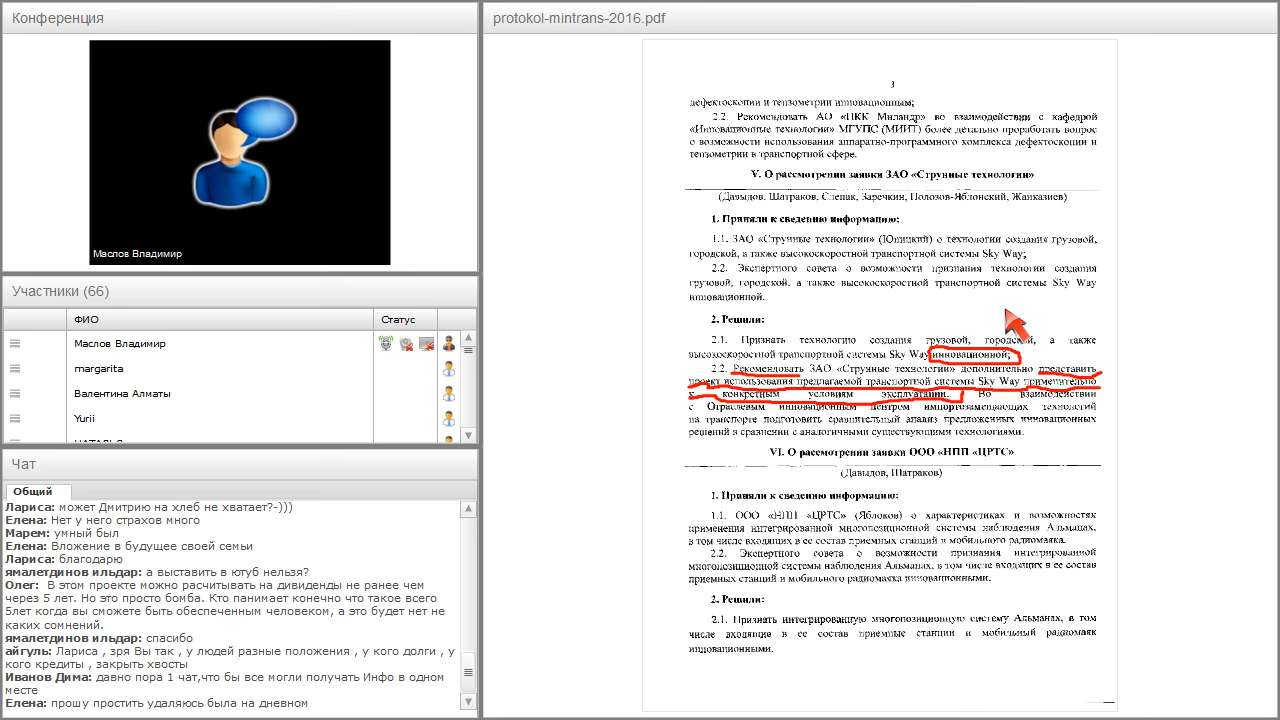 Конференция
Маслов Владимир
Участники (66)
ФИО
Статус
Маслов Владимир
margarita
Валентина Алматы
Yurii
НАТАЛЬЯ
Чат
Общий
Лариса: может Дмитрию на хлеб не хватает?-)))
Елена: Нет у него страхов много
Марем: умный был
Елена: Вложение в будущее своей семьи
Лариса: благодарю
ямалетдинов ильдар: а выставить в ютуб нельзя?
Олег: В этом проекте можно расчитывать на дивиденды не ранее чем
через 5 лет. Но это просто бомба. Кто панимает конечно что такое всего
5лет когда вы сможете быть обеспеченным человеком, а это будет нет не
каких сомнений.
ямалетдинов ильдар: спасибо
айгуль: Лариса , зря Вы так , у людей разные положения , у кого долги , у
кого кредиты , закрыть хвосты
Иванов Дима: давно пора 1 чат,что бы все могли получать Инфо в одном
месте
Елена: прошу простить удаляюсь была на дневном
protokol-mintrans-2016.pdf
3
дефектоскопии и тензометрии инновационным;
2.2. Рекомендовать АО «ПКК Миландр» во взаимодействии с кафедрой
«Инновационные технологии» МГУПС (МИИТ) более детально проработать вопрос
о возможности использования аппаратно-программного комплекса дефектоскопии и
тензометрии в транспортной сфере.
V. О рассмотрении заявки ЗАО «Струнные технологии»
(Давыдов, Шатраков, Слепак, Заречкин, Полозов-Яблонский, Жанказиев)
1. Приняли к сведению информацию:
1.1. ЗАО «Струнные технологии» (Юницкий) о технологии создания грузовой,
городской, а также высокоскоростной транспортной системы Sky Way;
2.2. Экспертного совета о возможности признания технологии создания
грузовой, городской, а также высокоскоростной транспортной системы Sky Way
инновационной.
2. Решили:
2.1. Признать технологию создания грузовой, городской, а также
высокоскоростной транспортной системы Sky Way инновационной;
2.2. Рекомендовать ЗАО «Струнные технологии» дополнительно представить
проект использования предлагаемой транспортной системы Sky Way применительно
к конкретным условиям эксплуатации. Во взаимодействии
с Отраслевым инновационным центром импортозамещающих технологий
на транспорте подготовить сравнительный анализ предложенных инновационных
решений в сравнении с аналогичными существующими технологиями.
VI. О рассмотрении заявки ООО «НПП «ЦРТС»
(Давыдов, Шатраков)
1. Приняли к сведению информацию:
1.1. ООО «НПП «ЦРТС» (Яблоков) о характеристиках и возможностях
применения интегрированной многопозиционной системы наблюдения Альманах,
в том числе входящих в ее состав приемных станций и мобильного радиомаяка.
2.2. Экспертного совета о возможности признания интегрированной
многопозиционной системы наблюдения Альманах, в том числе входящих в ее состав
приемных станций и мобильного радиомаяка инновационными.
2. Решили:
2.1. Признать интегрированную многопозиционную систему Альманах, в том
числе входящие в ее состав приемные станции и мобильный радиомаяк
инновационными.